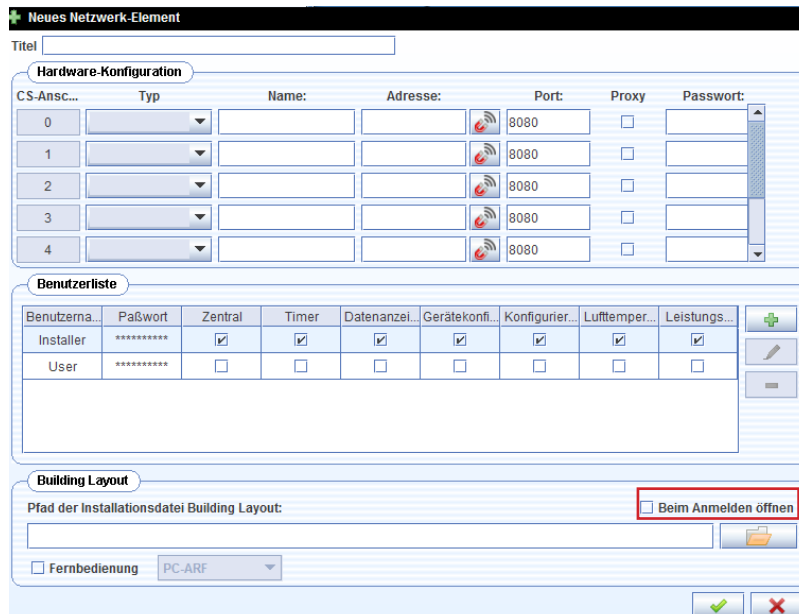 Neues Netzwerk-Element
Titel
Hardware-Konfiguration
CS-Ansc... Typ Name: Adresse: Port: Proxy Passwort:
0 8080
1 8080
2 8080
3 8080
4 8080
Benutzerliste
Benutzerna... Paßwort Zentral Timer Datenanzei... Gerätekonfi... Konfigurier... Lufttemper... Leistungs...
Installer **********
User **********
Building Layout
Pfad der Installationsdatei Building Layout: Beim Anmelden öffnen
Fernbedienung PC-ARF